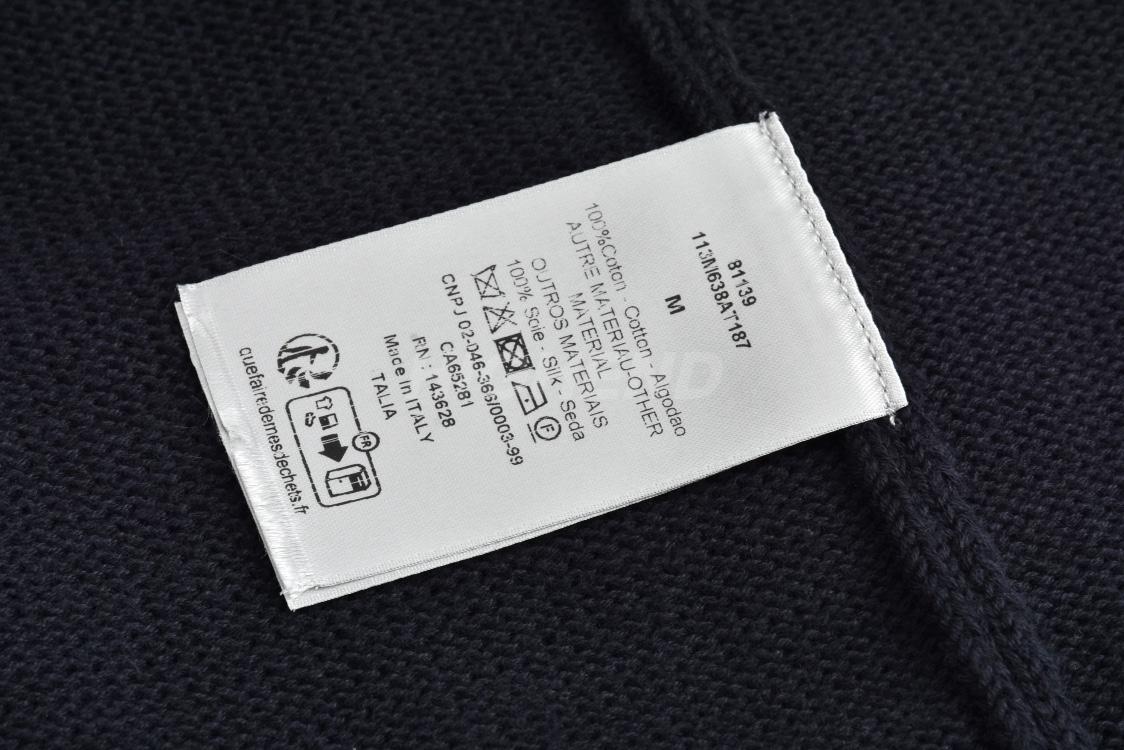 81139
113M638AT187
M
100%Coton - Cotton - Algodao
AUTRE MATERIAU-OTHER
MATERIAL
OUTROS MATERIAIS
100% Soie - Silk - Seda
F
CNPJ 02-046-366/0003-99
CA65281
RN : 143628
Made in ITALY
TALIA
FR
quefairedemesdechets.fr